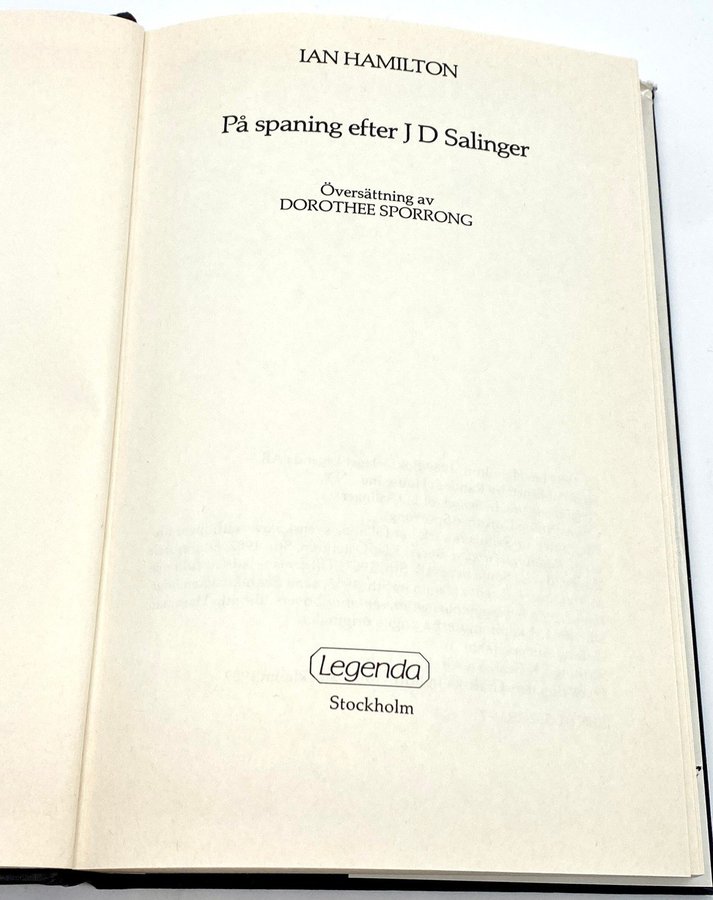 IAN HAMILTON
På spaning efter J D Salinger
Översättning av
DOROTHEE SPORRONG
Legenda
Stockholm